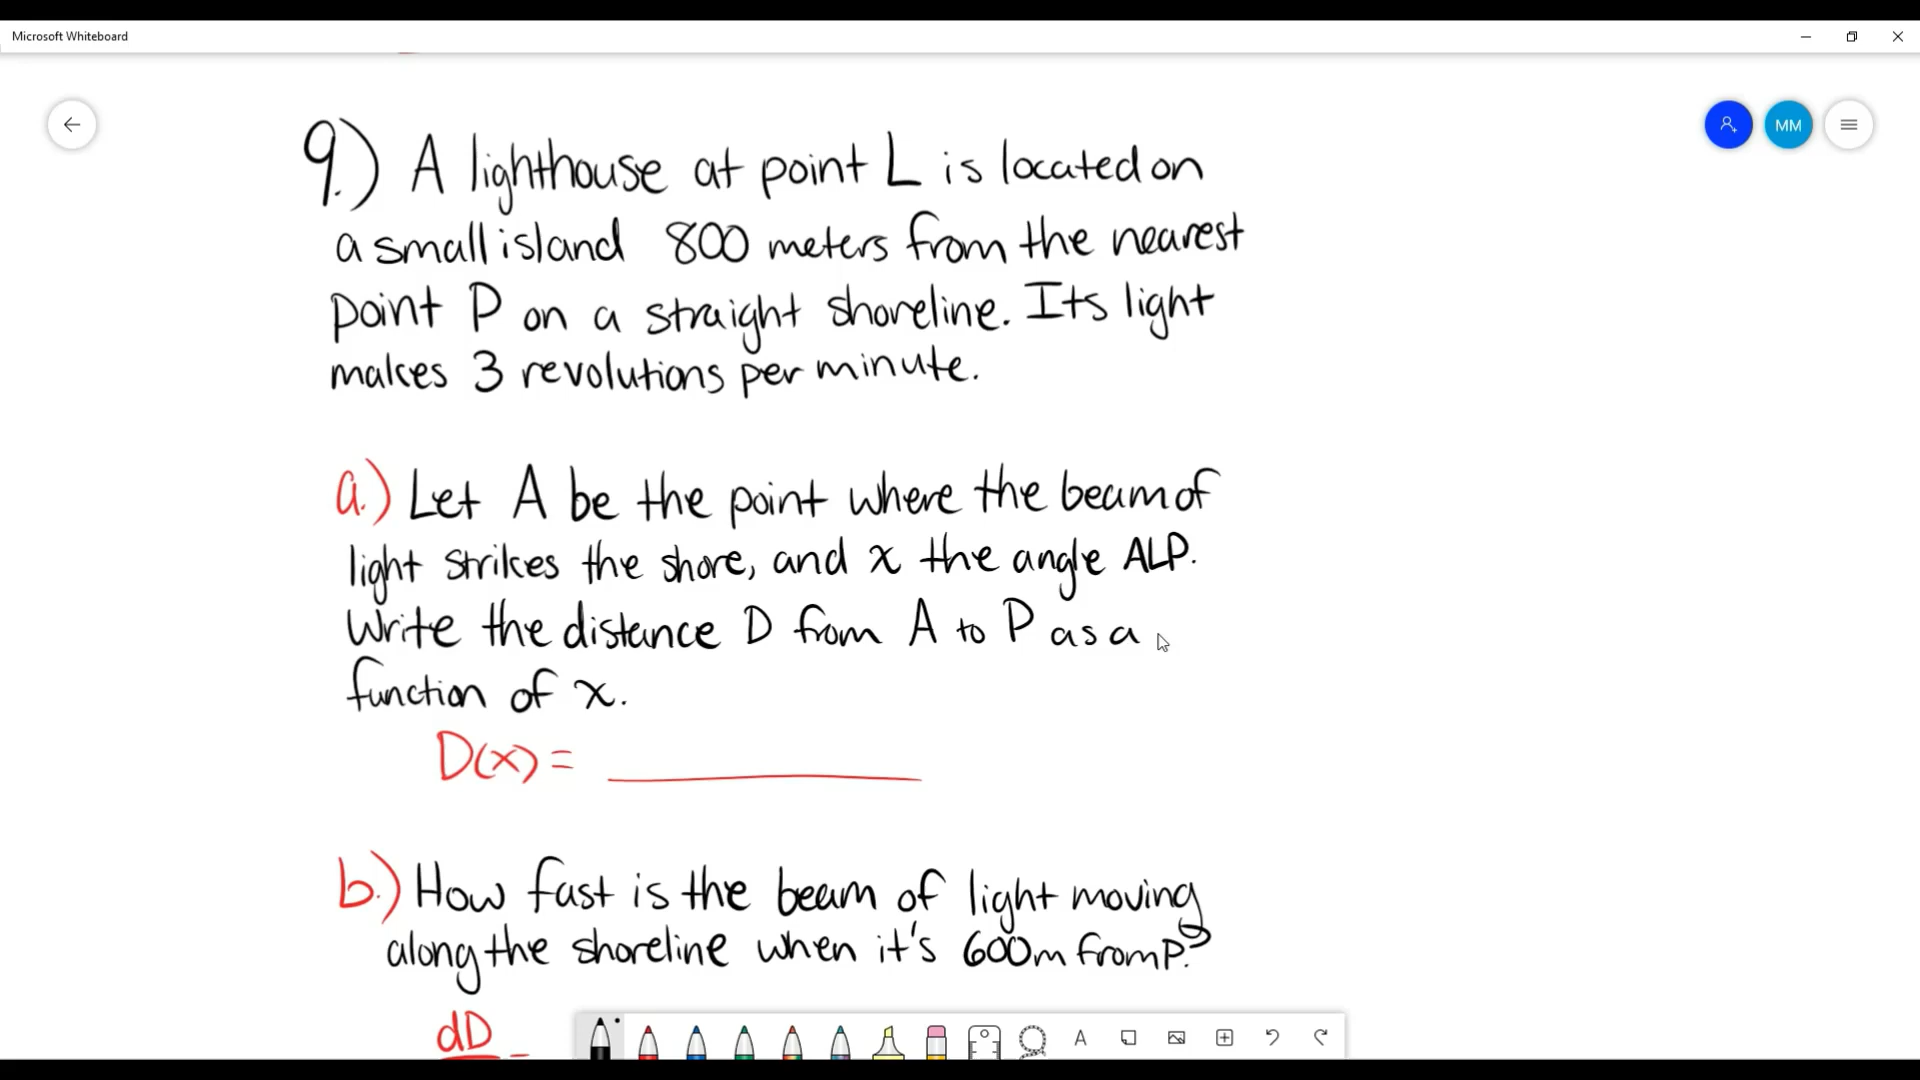 Microsoft Whiteboard
MM
9.) A lighthouse at point L is located on
a small island 800 meters from the nearest
point P on a straight shoreline. Its light
makes 3 revolutions per minute.
a.) Let A be the point where the beam of
light strikes the shore, and x the angle ALP.
Write the distance D from A to P as a
function of x.
D(x) = ________
b.) How fast is the beam of light moving
along the shoreline when it's 600m from P?
dD
=
A